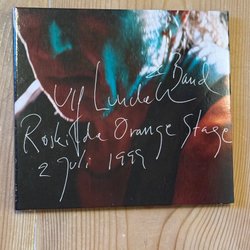 Ulf Lundell & Band
Roskilde Orange Stage
2 Juli 1999